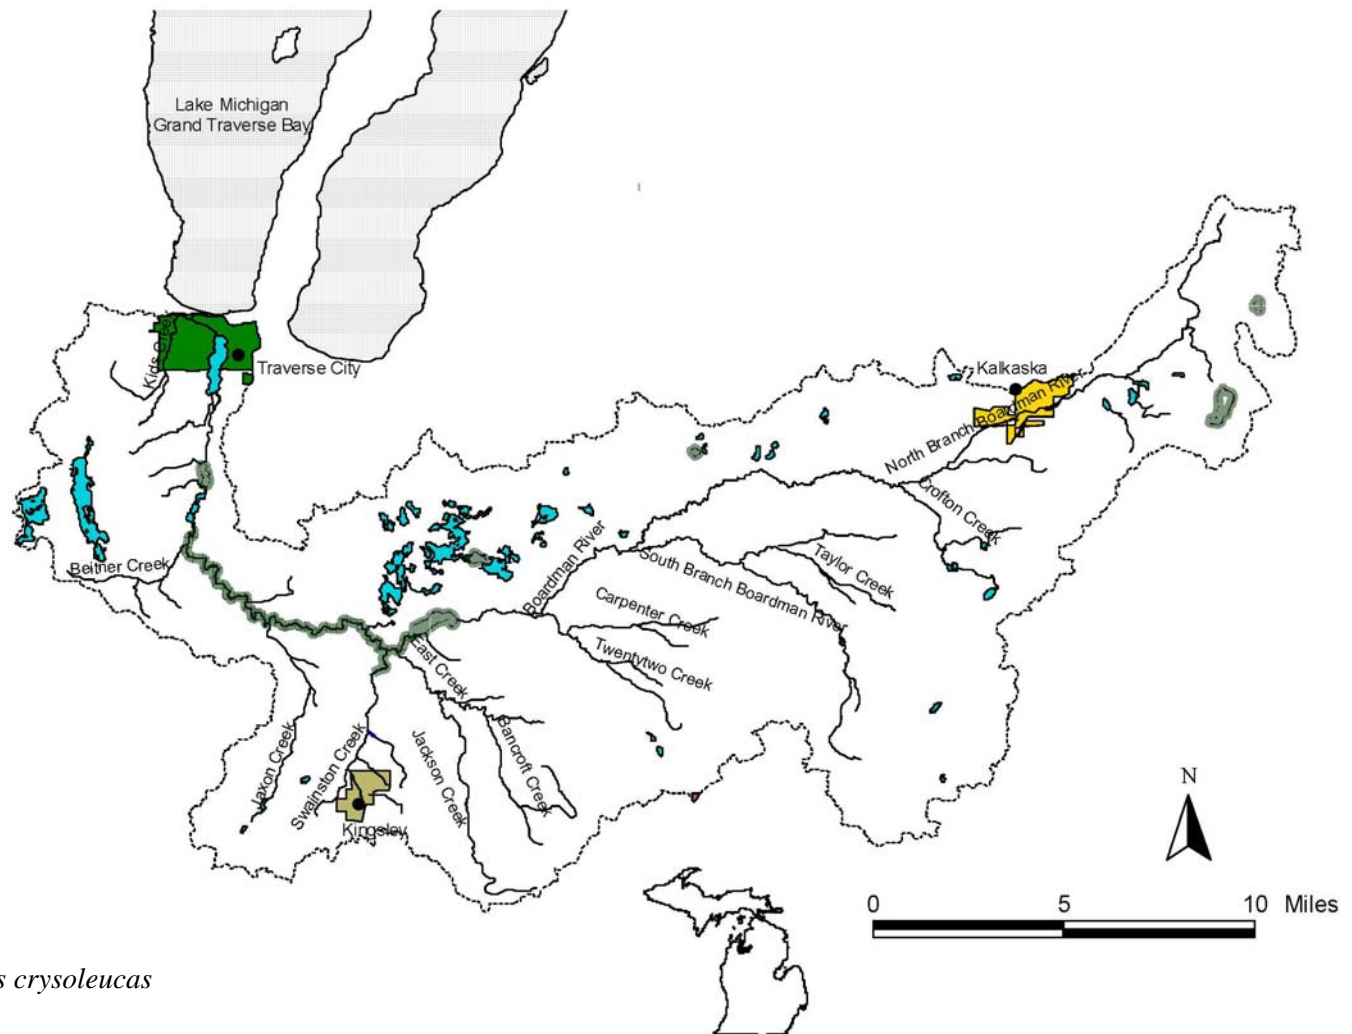 Lake Michigan
Grand Traverse Bay
Traverse City
Kalkaska
North Branch Boardman River
Crofton Creek
Beitner Creek
Boardman River
South Branch Boardman River
Taylor Creek
Carpenter Creek
Twentytwo Creek
East Creek
Jaxon Creek
Swainston Creek
Jackson Creek
Bancroft Creek
Kingsley
N
0 5 10 Miles
s crysoleucas